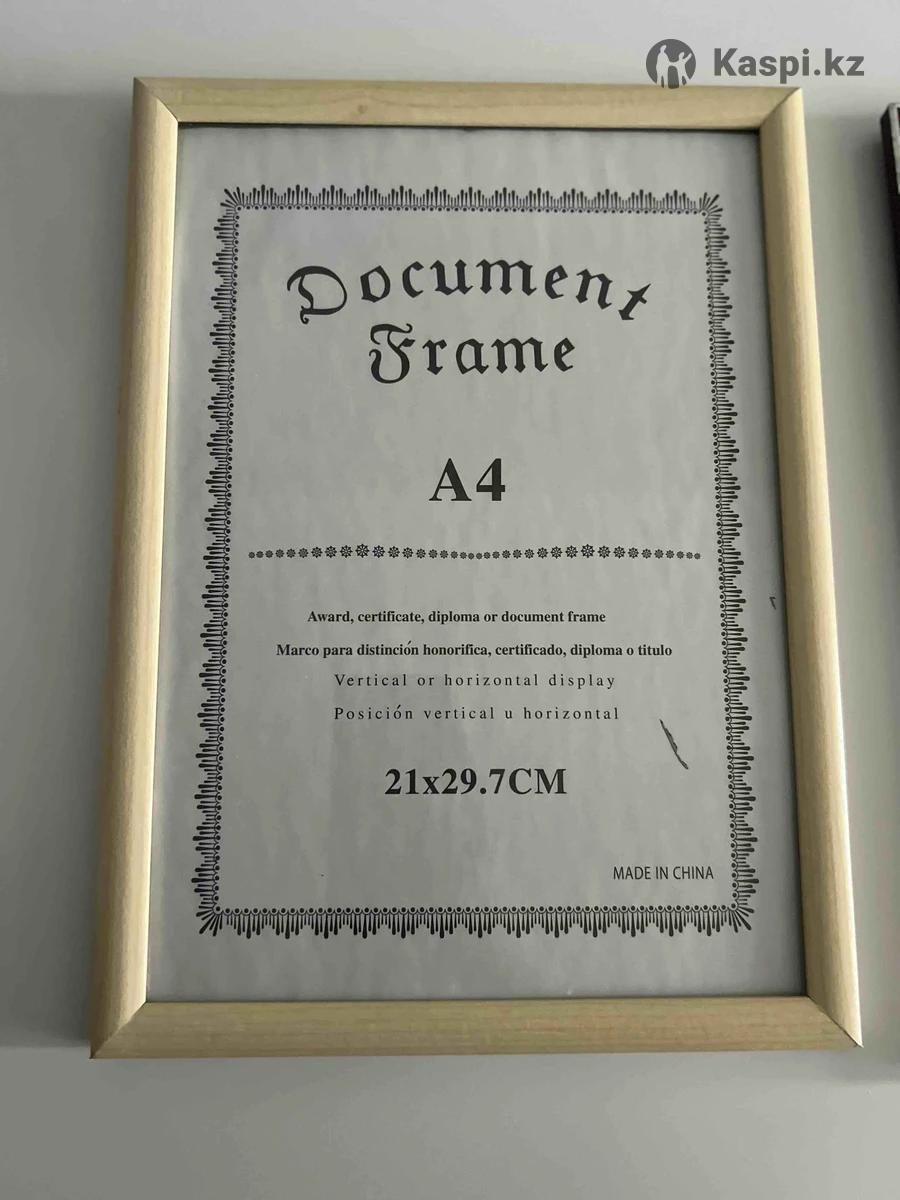 Kaspi.kz
Document
Frame
A4
Award, certificate, diploma or document frame
Marco para distinción honorifica, certificado, diploma o titulo
Vertical or horizontal display
Posición vertical u horizontal
21x29.7CM
MADE IN CHINA